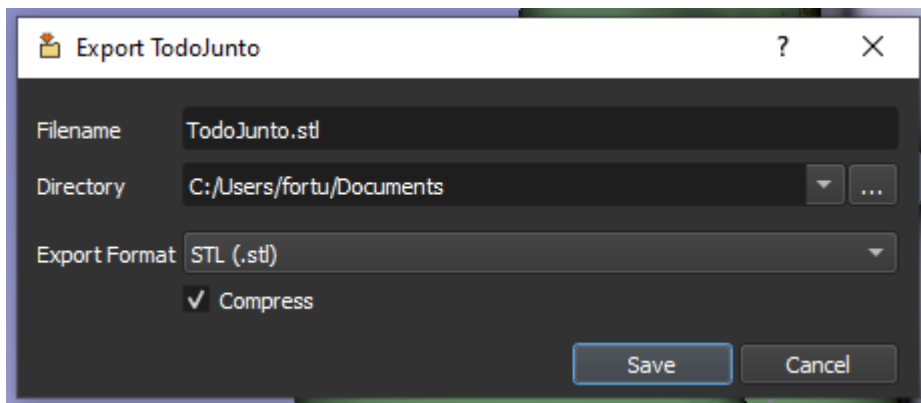 Export TodoJunto
Filename TodoJunto.stl
Directory C:/Users/fortu/Documents
...
Export Format STL (.stl)
Compress
Save Cancel